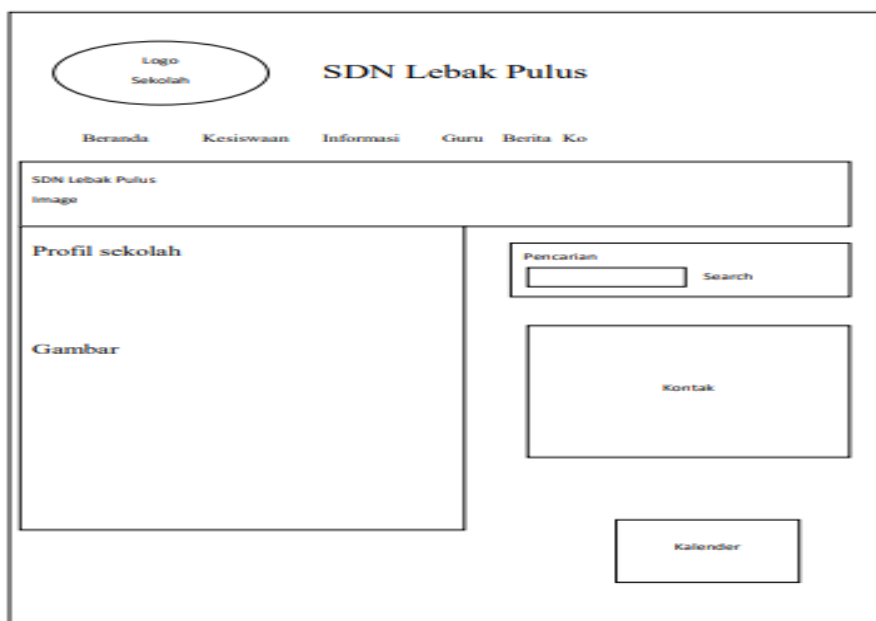 Logo
Sekolah
SDN Lebak Pulus
Beranda Kesiswaan Informasi Guru Berita Ko
SDN Lebak Pulus
Image
Profil sekolah
Pencarian
Search
Gambar
Kontak
Kalender